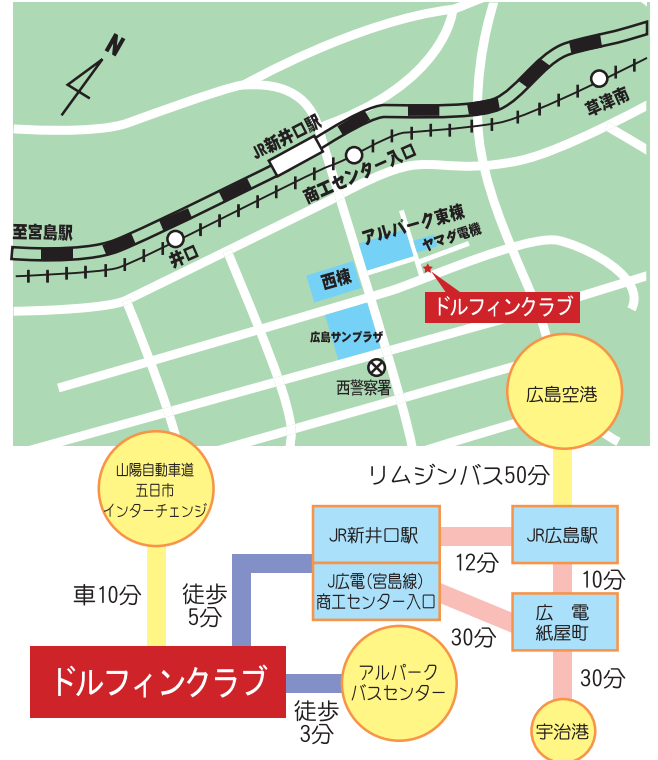 N
草津南
JR新井口駅
商工センター入口
至宮島駅
井口
アルパーク東棟
ヤマダ電機
西棟
ドルフィンクラブ
広島サンプラザ
西警察署
広島空港
山陽自動車道
五日市
インターチェンジ
リムジンバス50分
JR新井口駅
12分
JR広島駅
J広電(宮島線)
商工センター入口
10分
車10分
徒歩
5分
30分
広 電
紙屋町
ドルフィンクラブ
アルパーク
バスセンター
30分
徒歩
3分
宇治港